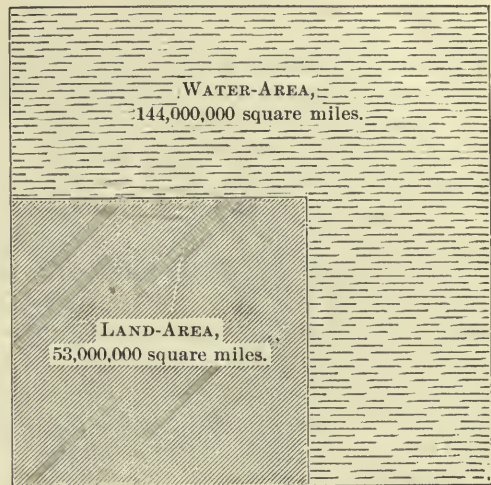 WATER-AREA,
144,000,000 square miles.
LAND-AREA,
53,000,000 square miles.